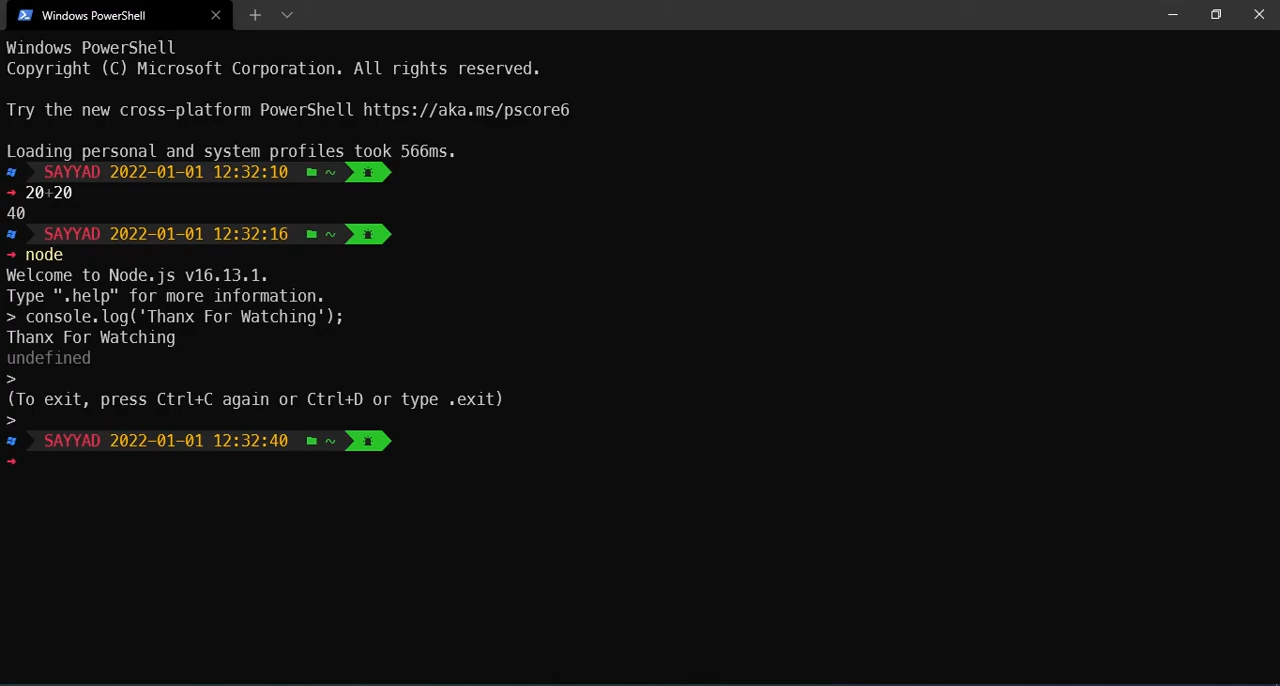 Windows PowerShell
Windows PowerShell
Copyright (C) Microsoft Corporation. All rights reserved.
Try the new cross-platform PowerShell https://aka.ms/pscore6
Loading personal and system profiles took 566ms.
SAYYAD 2022-01-01 12:32:10 ~
→ 20+20
40
SAYYAD 2022-01-01 12:32:16 ~
→ node
Welcome to Node.js v16.13.1.
Type ".help" for more information.
> console.log('Thanx For Watching');
Thanx For Watching
undefined
>
(To exit, press Ctrl+C again or Ctrl+D or type .exit)
>
SAYYAD 2022-01-01 12:32:40 ~
→